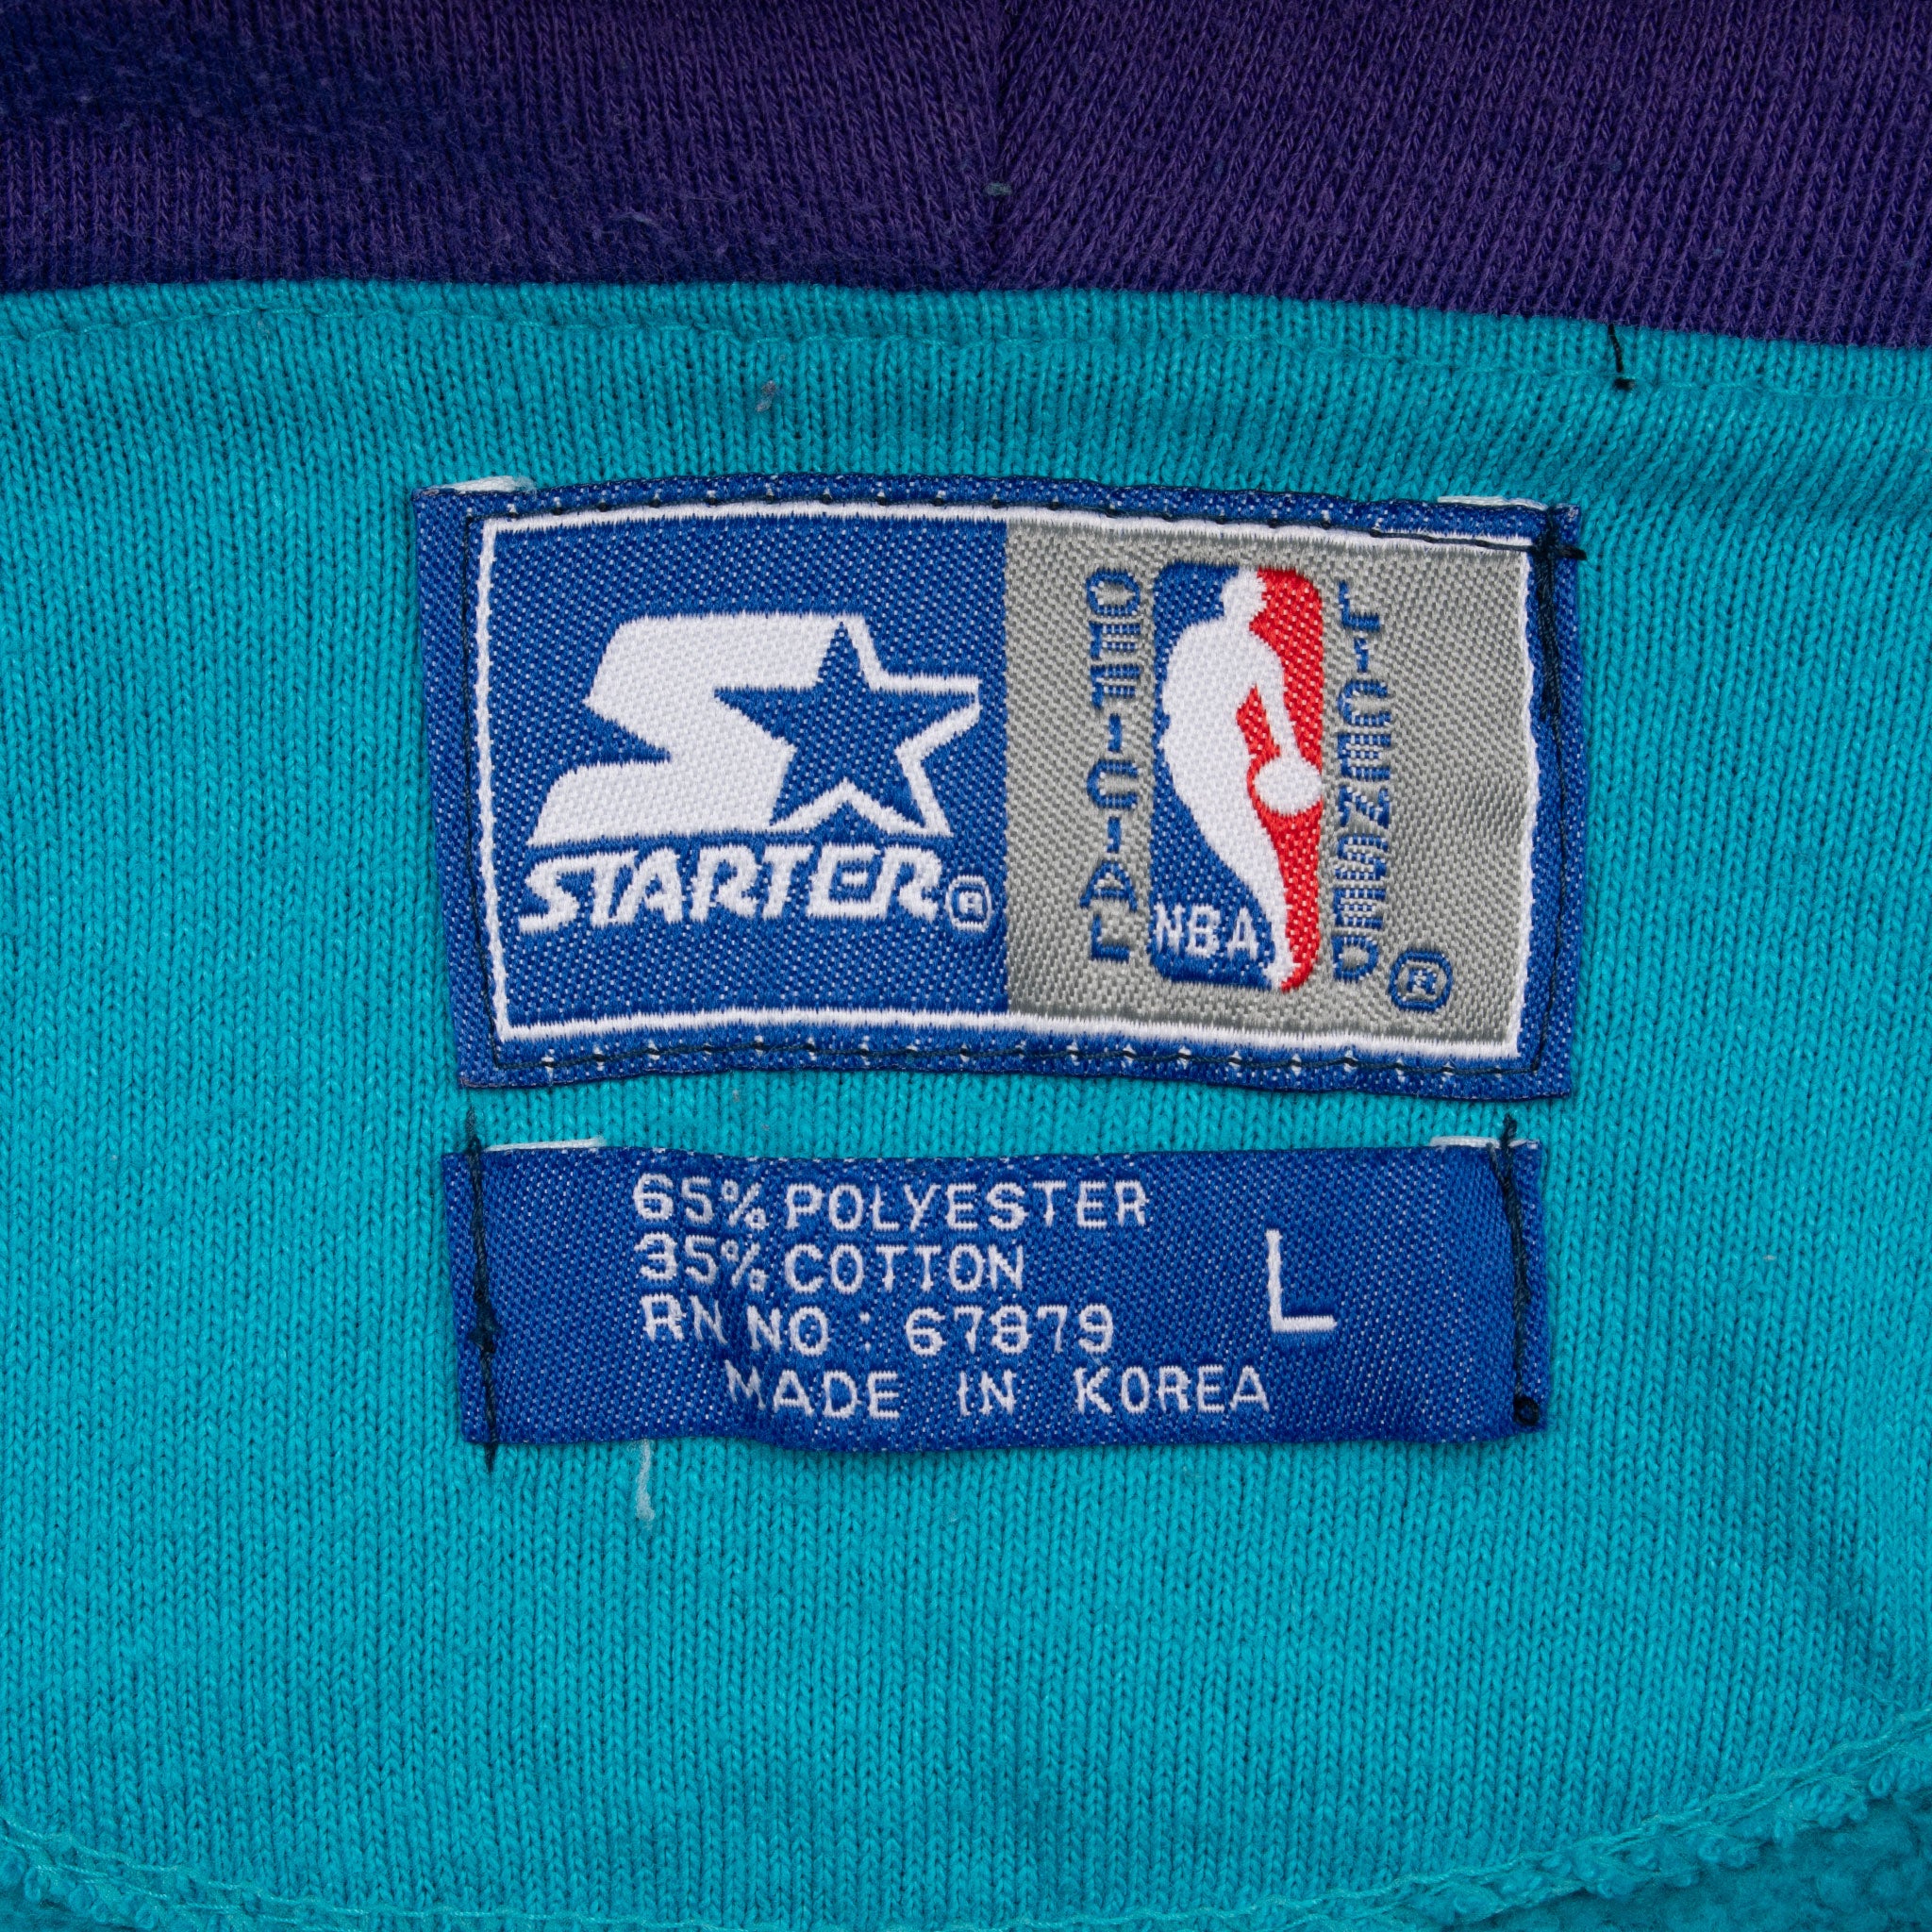 STARTER®
OFFICIAL
NBA
LICENSED®
65% POLYESTER
35% COTTON
RN NO : 67879
MADE IN KOREA
L